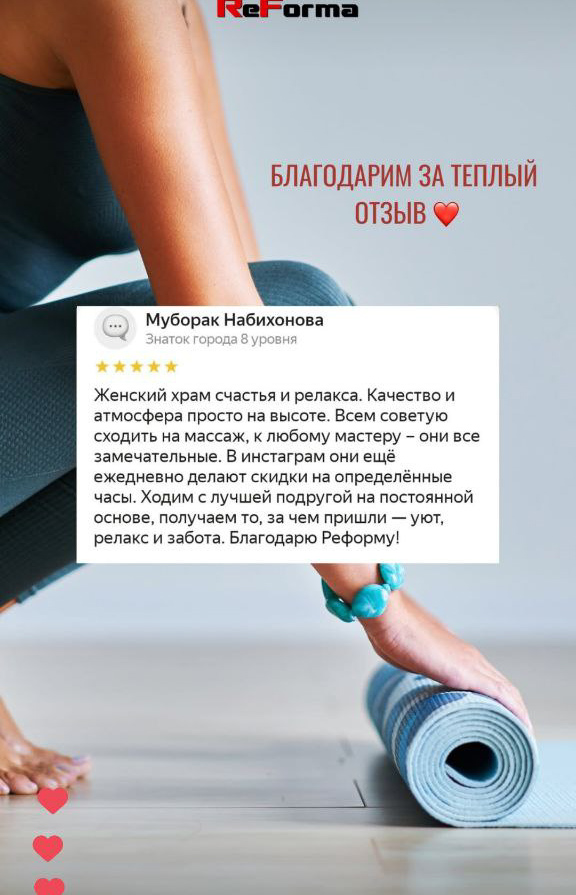 ReForma
БЛАГОДАРИМ ЗА ТЕПЛЫЙ
ОТЗЫВ ❤️
Муборак Набихонова
Знаток города 8 уровня
Женский храм счастья и релакса. Качество и
атмосфера просто на высоте. Всем советую
сходить на массаж, к любому мастеру – они все
замечательные. В инстаграм они ещё
ежедневно делают скидки на определённые
часы. Ходим с лучшей подругой на постоянной
основе, получаем то, за чем пришли — уют,
релакс и забота. Благодарю Реформу!